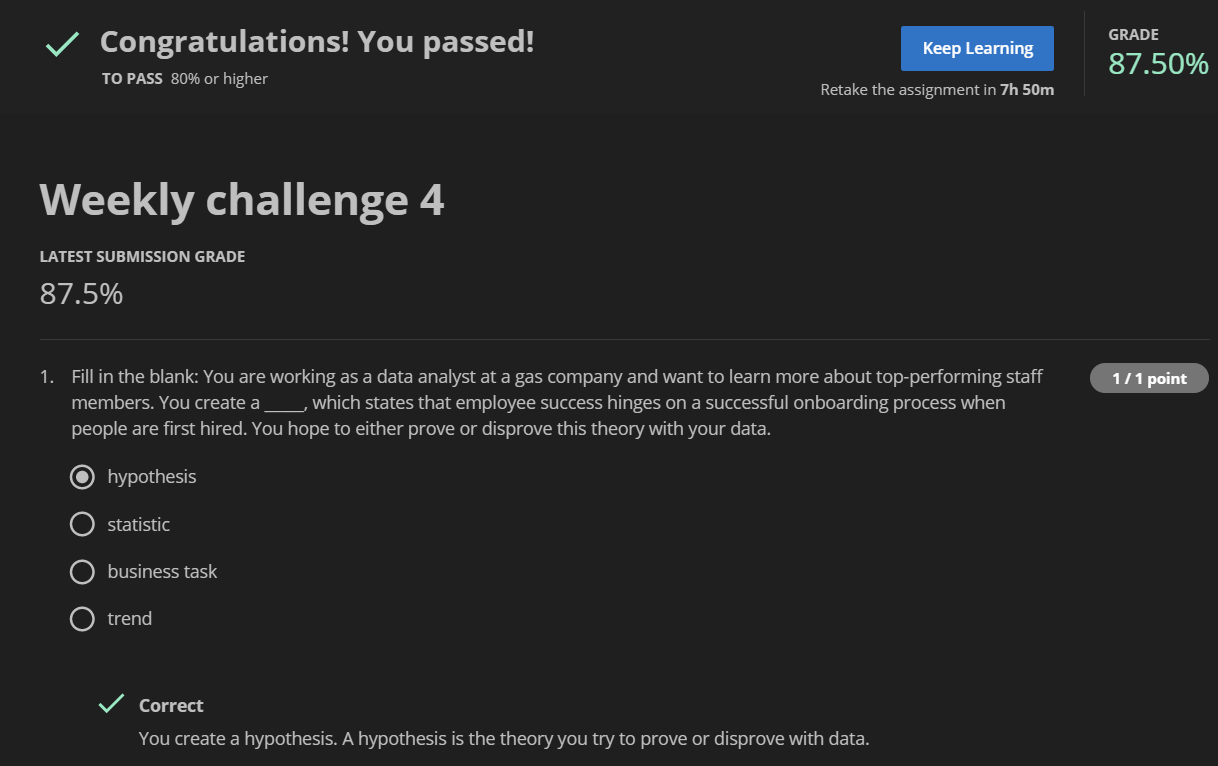 Congratulations! You passed!
TO PASS 80% or higher
Keep Learning
Retake the assignment in 7h 50m
GRADE
87.50%
Weekly challenge 4
LATEST SUBMISSION GRADE
87.5%
1. Fill in the blank: You are working as a data analyst at a gas company and want to learn more about top-performing staff
members. You create a _____, which states that employee success hinges on a successful onboarding process when
people are first hired. You hope to either prove or disprove this theory with your data.
1 / 1 point
hypothesis
statistic
business task
trend
Correct
You create a hypothesis. A hypothesis is the theory you try to prove or disprove with data.